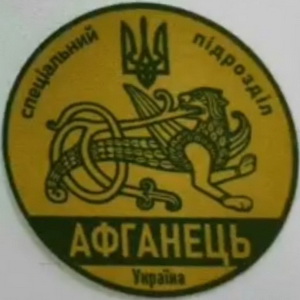 спеціальний підрозділ
АФГАНЕЦЬ
Україна